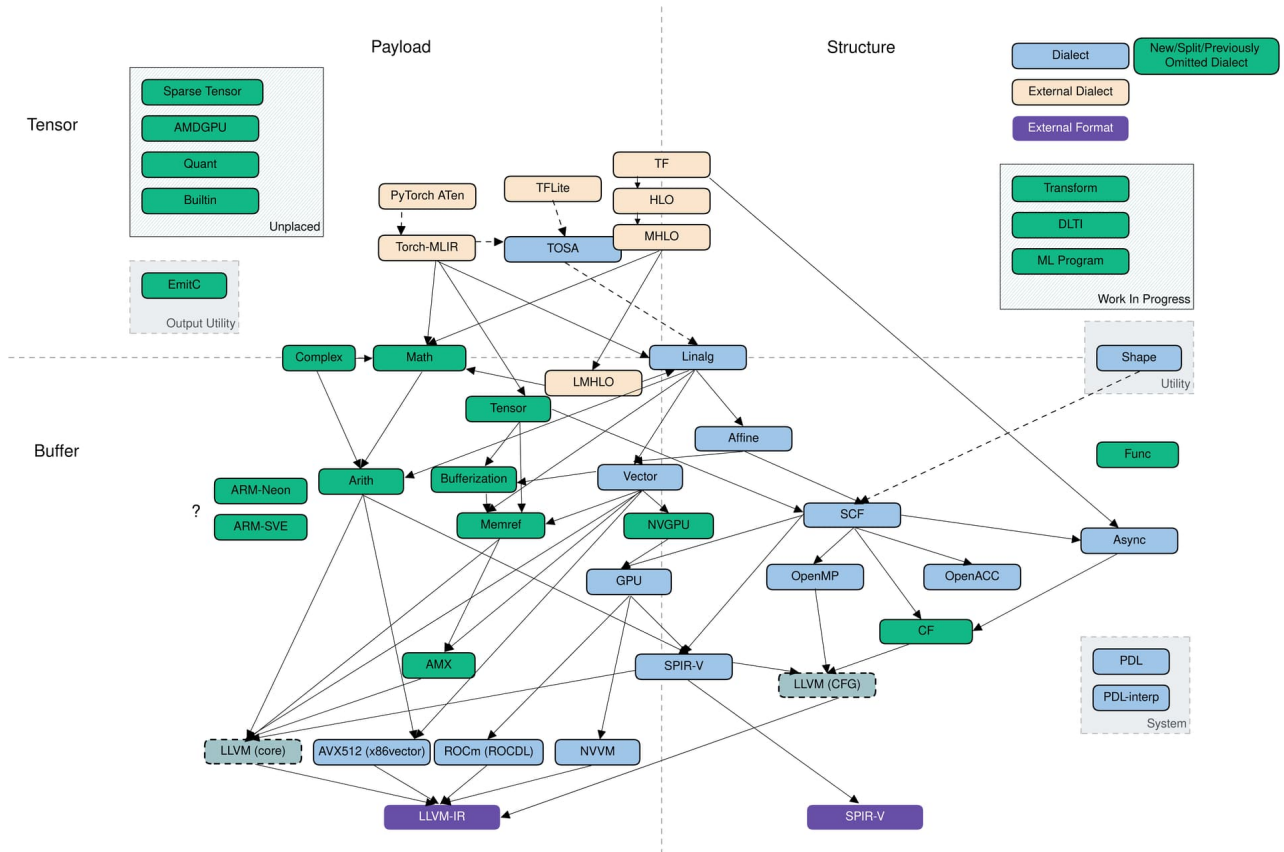 Payload
Structure
Dialect
New/Split/Previously
Omitted Dialect
External Dialect
External Format
Tensor
Sparse Tensor
AMDGPU
Quant
Builtin
Unplaced
TF
HLO
MHLO
PyTorch ATen
TFLite
Torch-MLIR
TOSA
Transform
DLTI
ML Program
Work In Progress
EmitC
Output Utility
Complex
Math
Linalg
Shape
Utility
LMHLO
Tensor
Buffer
Affine
Func
Arith
Bufferization
Vector
ARM-Neon
?
ARM-SVE
Memref
NVGPU
SCF
Async
GPU
OpenMP
OpenACC
CF
AMX
SPIR-V
LLVM (CFG)
PDL
PDL-interp
System
LLVM (core)
AVX512 (x86vector)
ROCm (ROCDL)
NVVM
LLVM-IR
SPIR-V